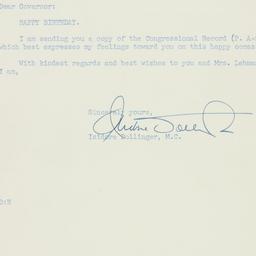 Dear Governor:
HAPPY BIRTHDAY.
I am sending you a copy of the Congressional Record (P. A-
which best expresses my feelings toward you on this happy occas
With kindest regards and best wishes to you and Mrs. Lehma
I am,
Sincerely yours,
Isidore Dollinger
Isidore Dollinger, M.C.
D:S